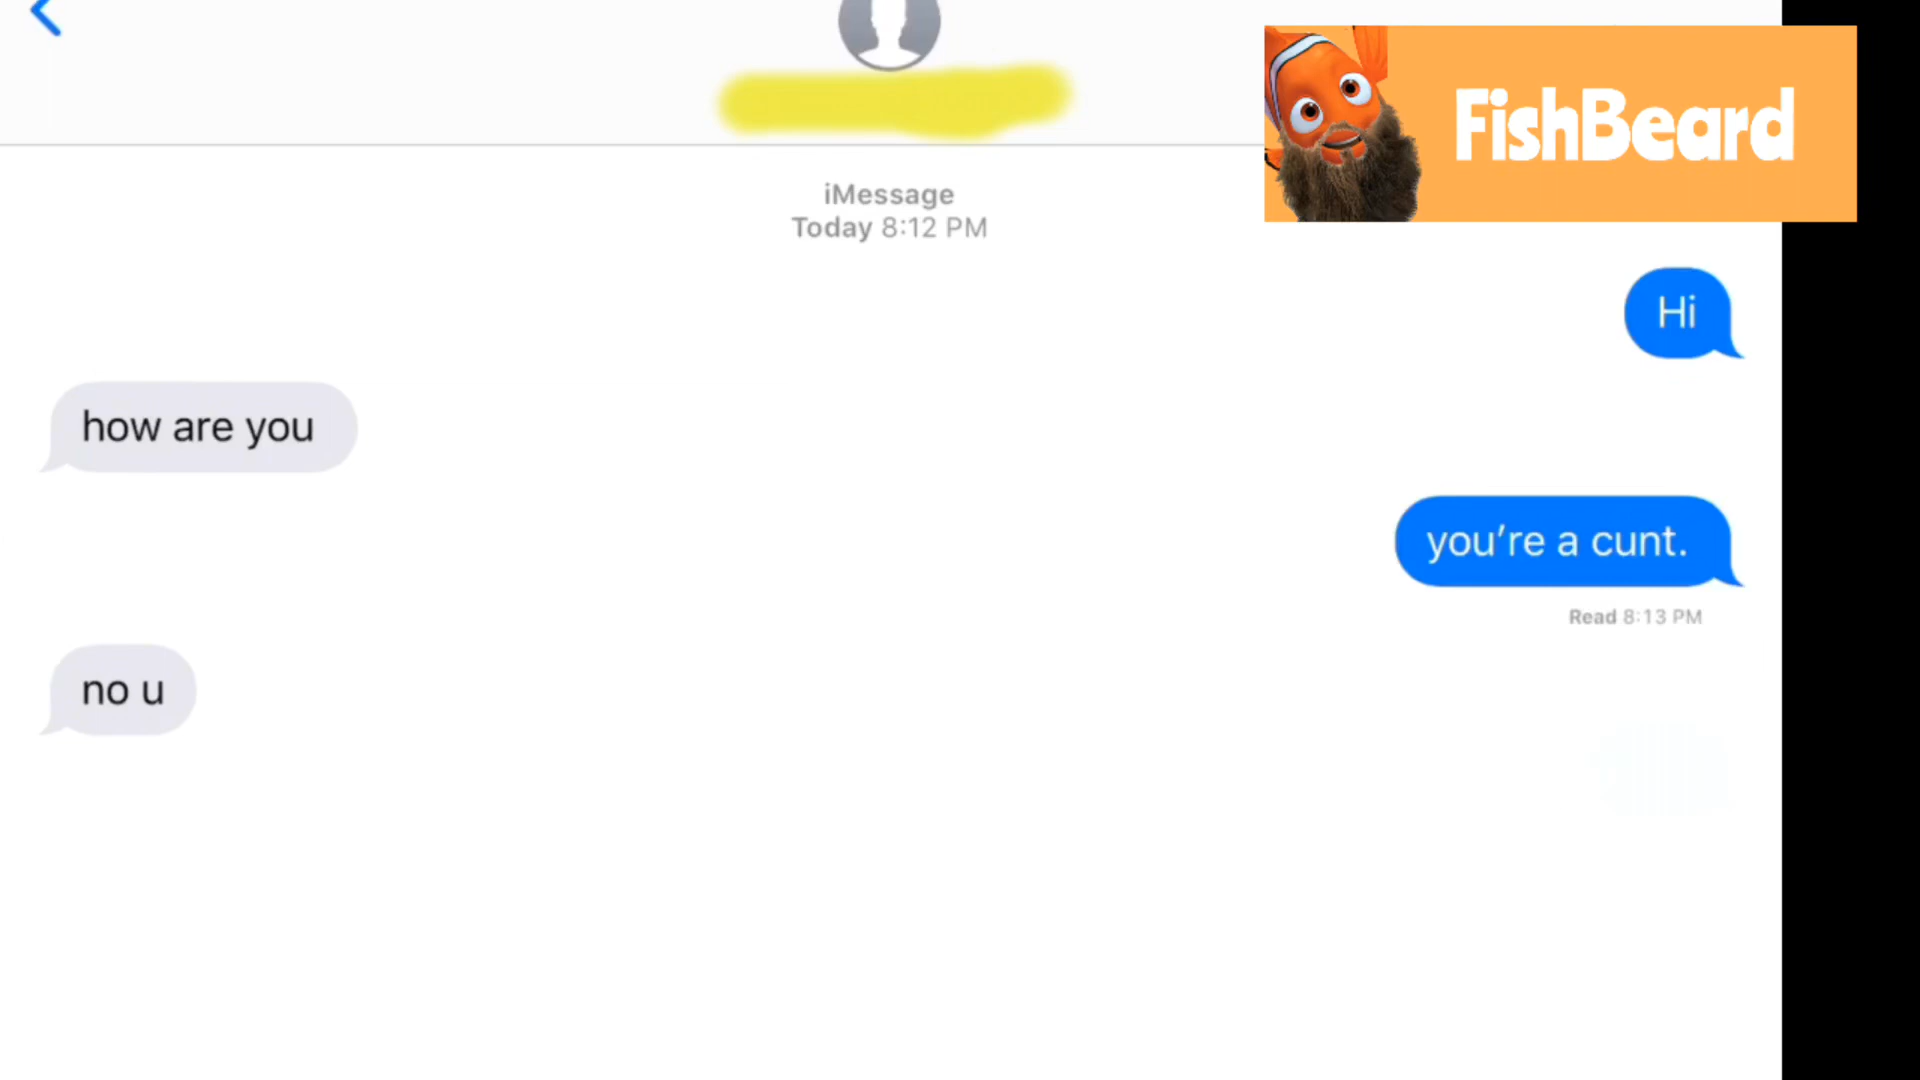 FishBeard
iMessage
Today 8:12 PM
Hi
how are you
you’re a cunt.
Read 8:13 PM
no u